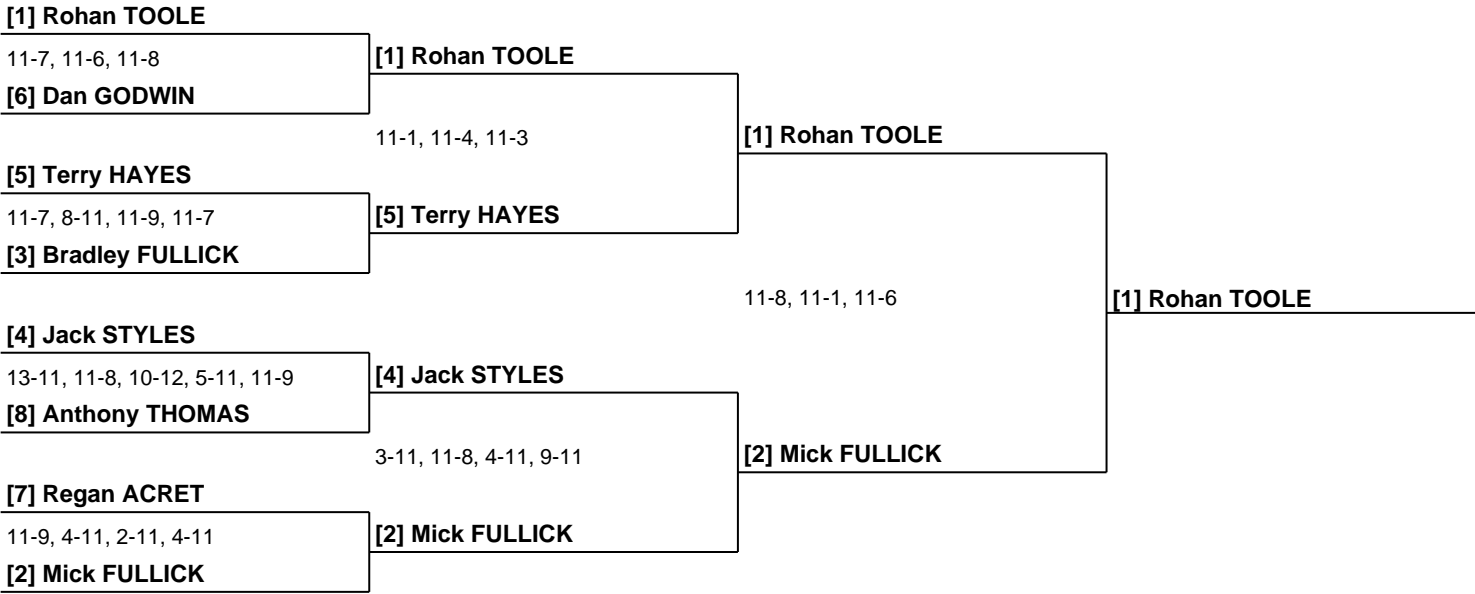 [1] Rohan TOOLE
11-7, 11-6, 11-8
[6] Dan GODWIN
[1] Rohan TOOLE
11-1, 11-4, 11-3
[5] Terry HAYES
11-7, 8-11, 11-9, 11-7
[3] Bradley FULLICK
[5] Terry HAYES
[1] Rohan TOOLE
11-8, 11-1, 11-6
[1] Rohan TOOLE
[4] Jack STYLES
13-11, 11-8, 10-12, 5-11, 11-9
[8] Anthony THOMAS
[4] Jack STYLES
3-11, 11-8, 4-11, 9-11
[2] Mick FULLICK
[7] Regan ACRET
11-9, 4-11, 2-11, 4-11
[2] Mick FULLICK
[2] Mick FULLICK